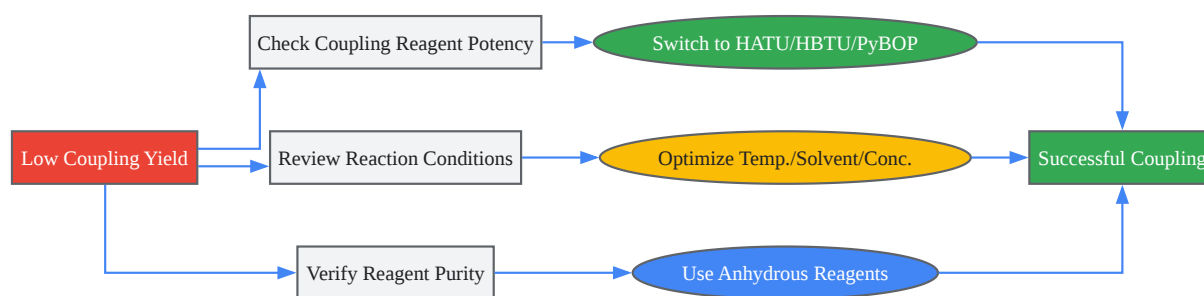 Check Coupling Reagent Potency
Switch to HATU/HBTU/PyBOP
Low Coupling Yield
Review Reaction Conditions
Optimize Temp./Solvent/Conc.
Successful Coupling
Verify Reagent Purity
Use Anhydrous Reagents